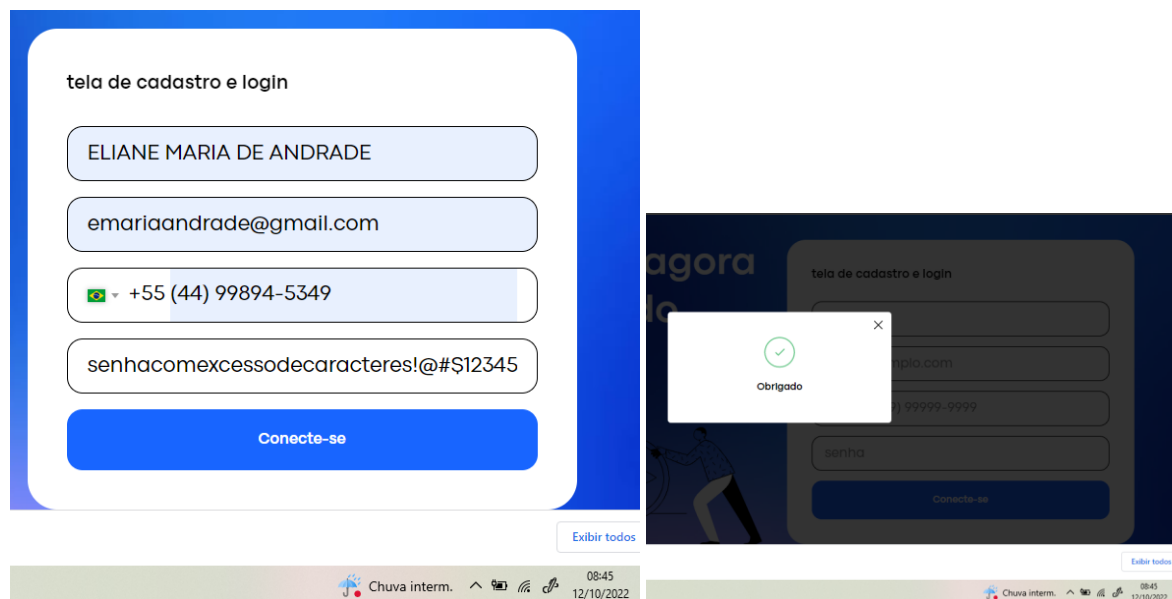 tela de cadastro e login
ELIANE MARIA DE ANDRADE
emariaandrade@gmail.com
+55 (44) 99894-5349
senhacomexcessodecaracteres!@#$12345
Conecte-se
Exibir todos
Chuva interm.
08:45
12/10/2022
agora
do
tela de cadastro e login
mplo.com
9) 99999-9999
senha
Conecte-se
Obrigado
Exibir todos
Chuva interm.
08:45
12/10/2022